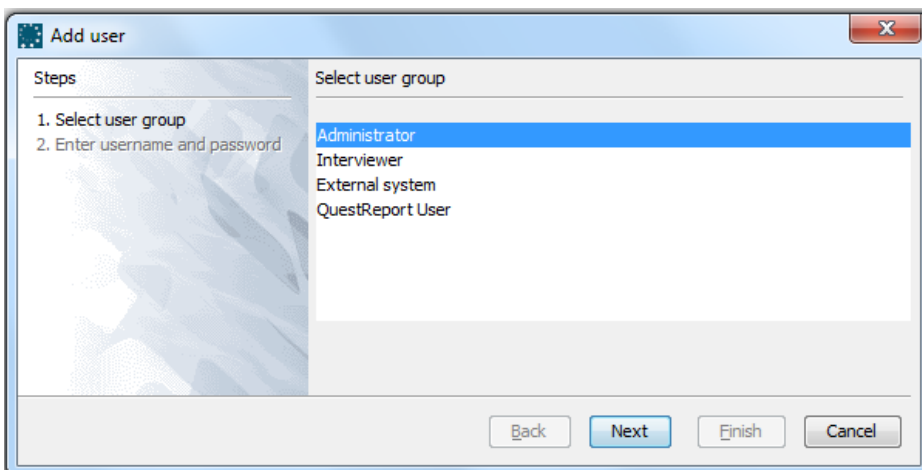 Add user
Steps
1. Select user group
2. Enter username and password
Select user group
Administrator
Interviewer
External system
QuestReport User
Back
Next
Finish
Cancel